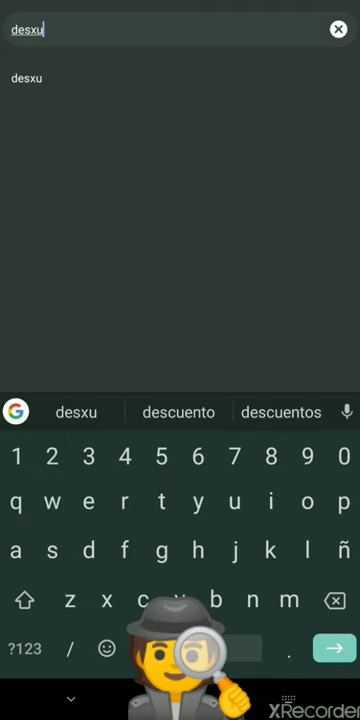 desxu
desxu
desxu descuento descuentos
1 2 3 4 5 6 7 8 9 0
q w e r t y u i o p
a s d f g h j k l ñ
z x c v b n m
?123 / .
XRecorder